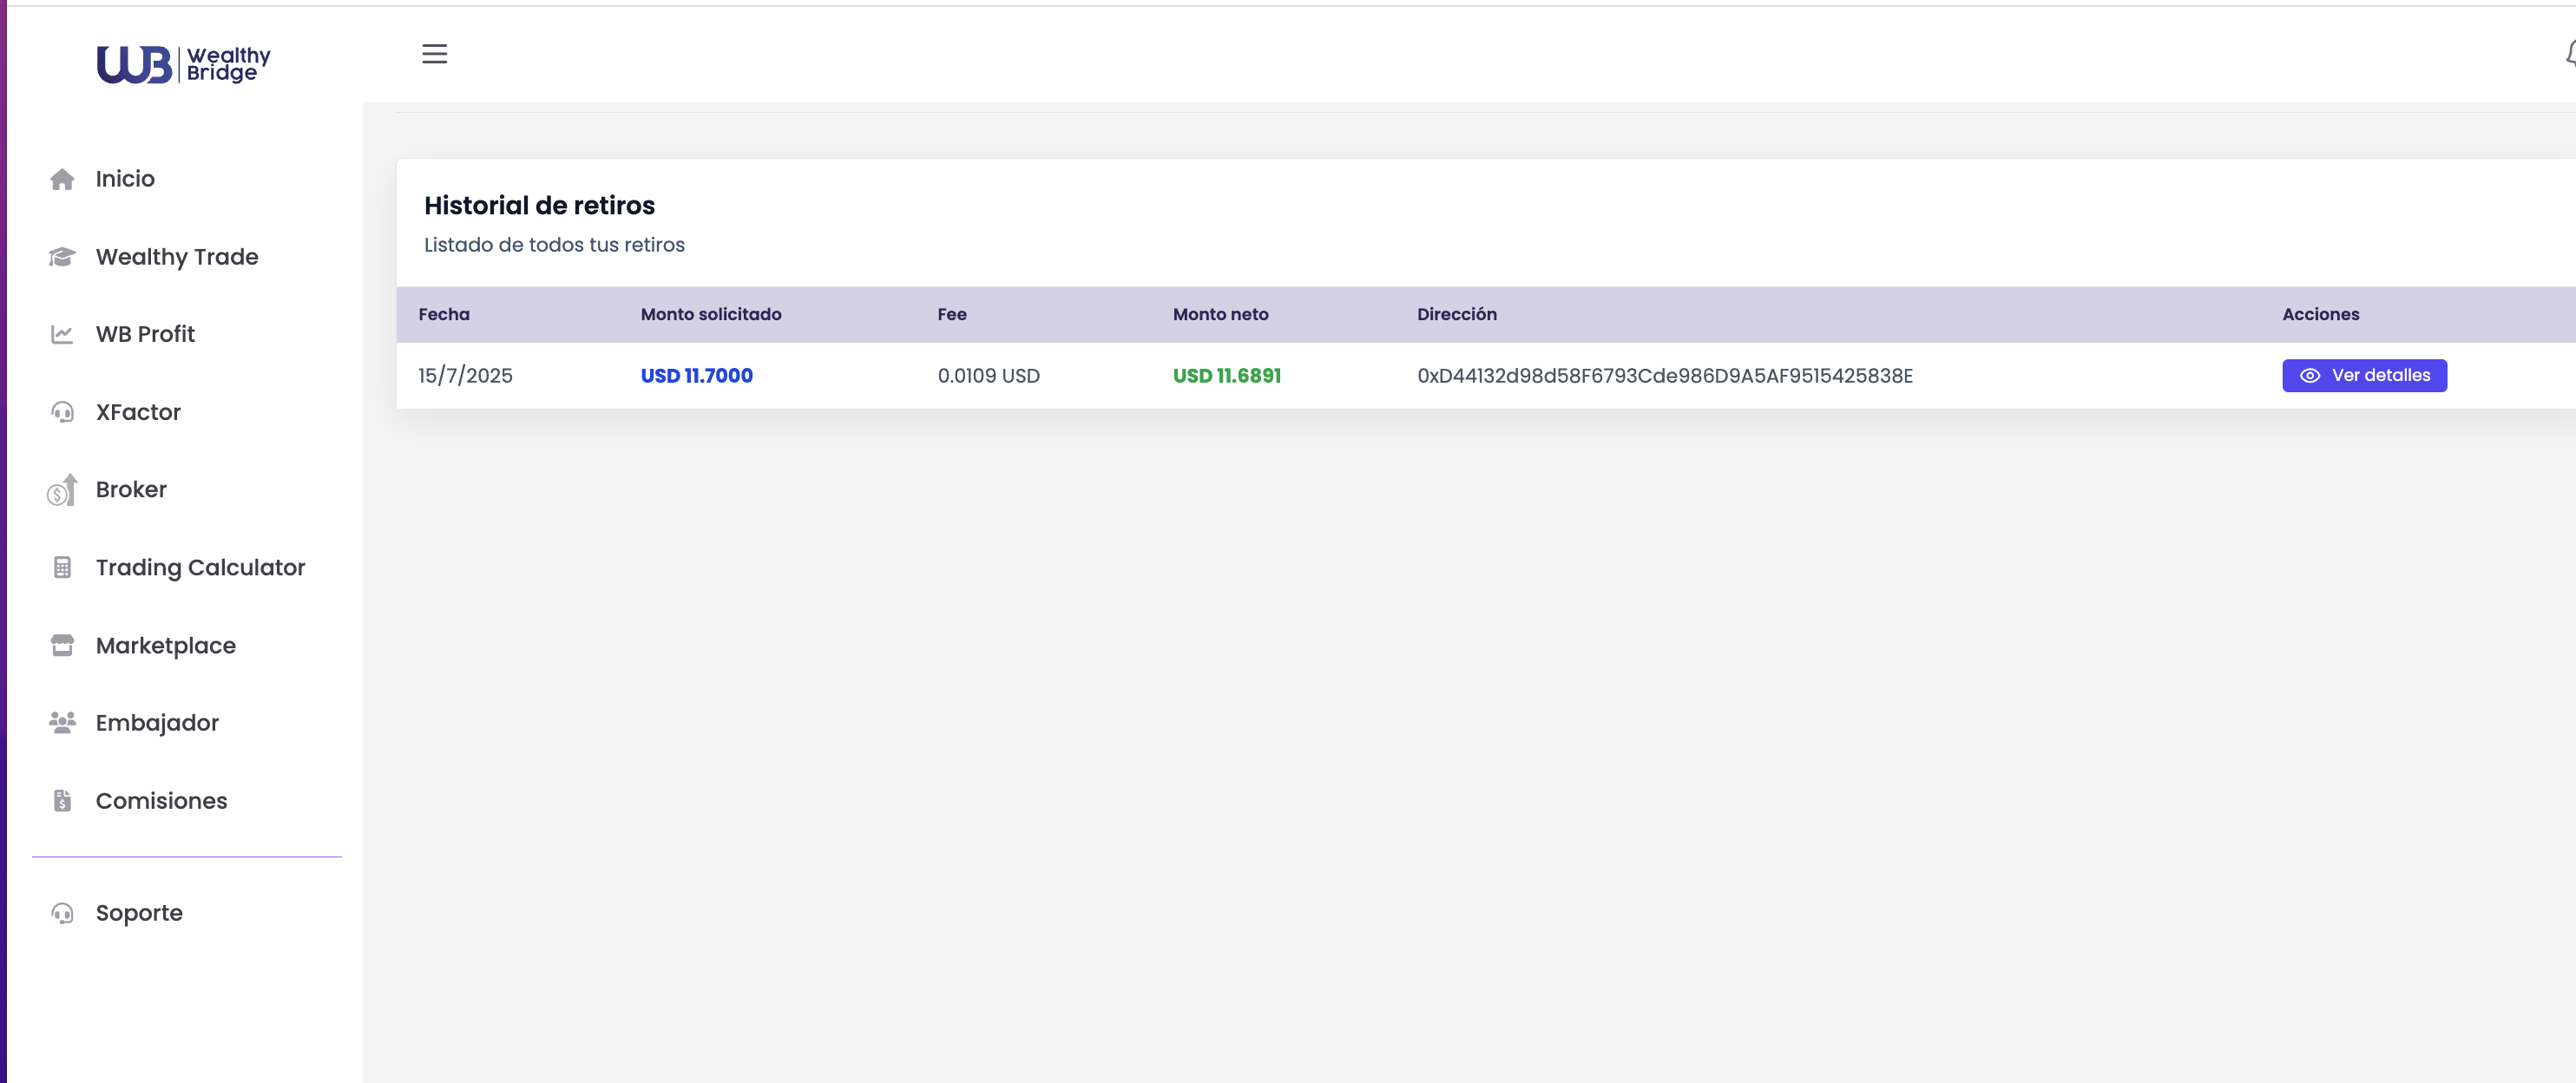 WB Wealthy
Bridge
Inicio
Wealthy Trade
WB Profit
XFactor
Broker
Trading Calculator
Marketplace
Embajador
Comisiones
Soporte
Historial de retiros
Listado de todos tus retiros
Fecha Monto solicitado Fee Monto neto Dirección Acciones
15/7/2025 USD 11.7000 0.0109 USD USD 11.6891 0xD44132d98d58F6793Cde986D9A5AF9515425838E Ver detalles